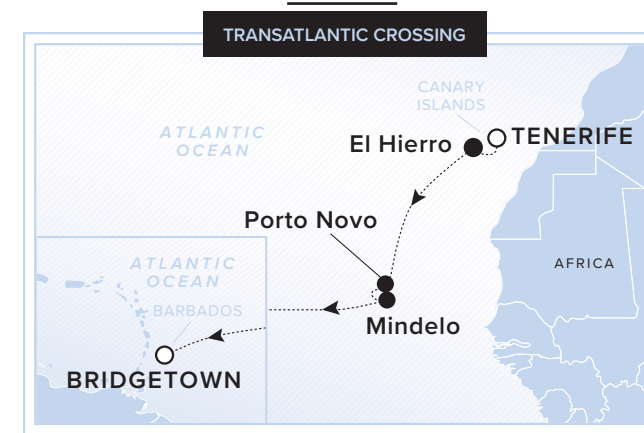 TRANSATLANTIC CROSSING
CANARY
ISLANDS
ATLANTIC
OCEAN
El Hierro
TENERIFE
Porto Novo
AFRICA
ATLANTIC
OCEAN
BARBADOS
Mindelo
BRIDGETOWN